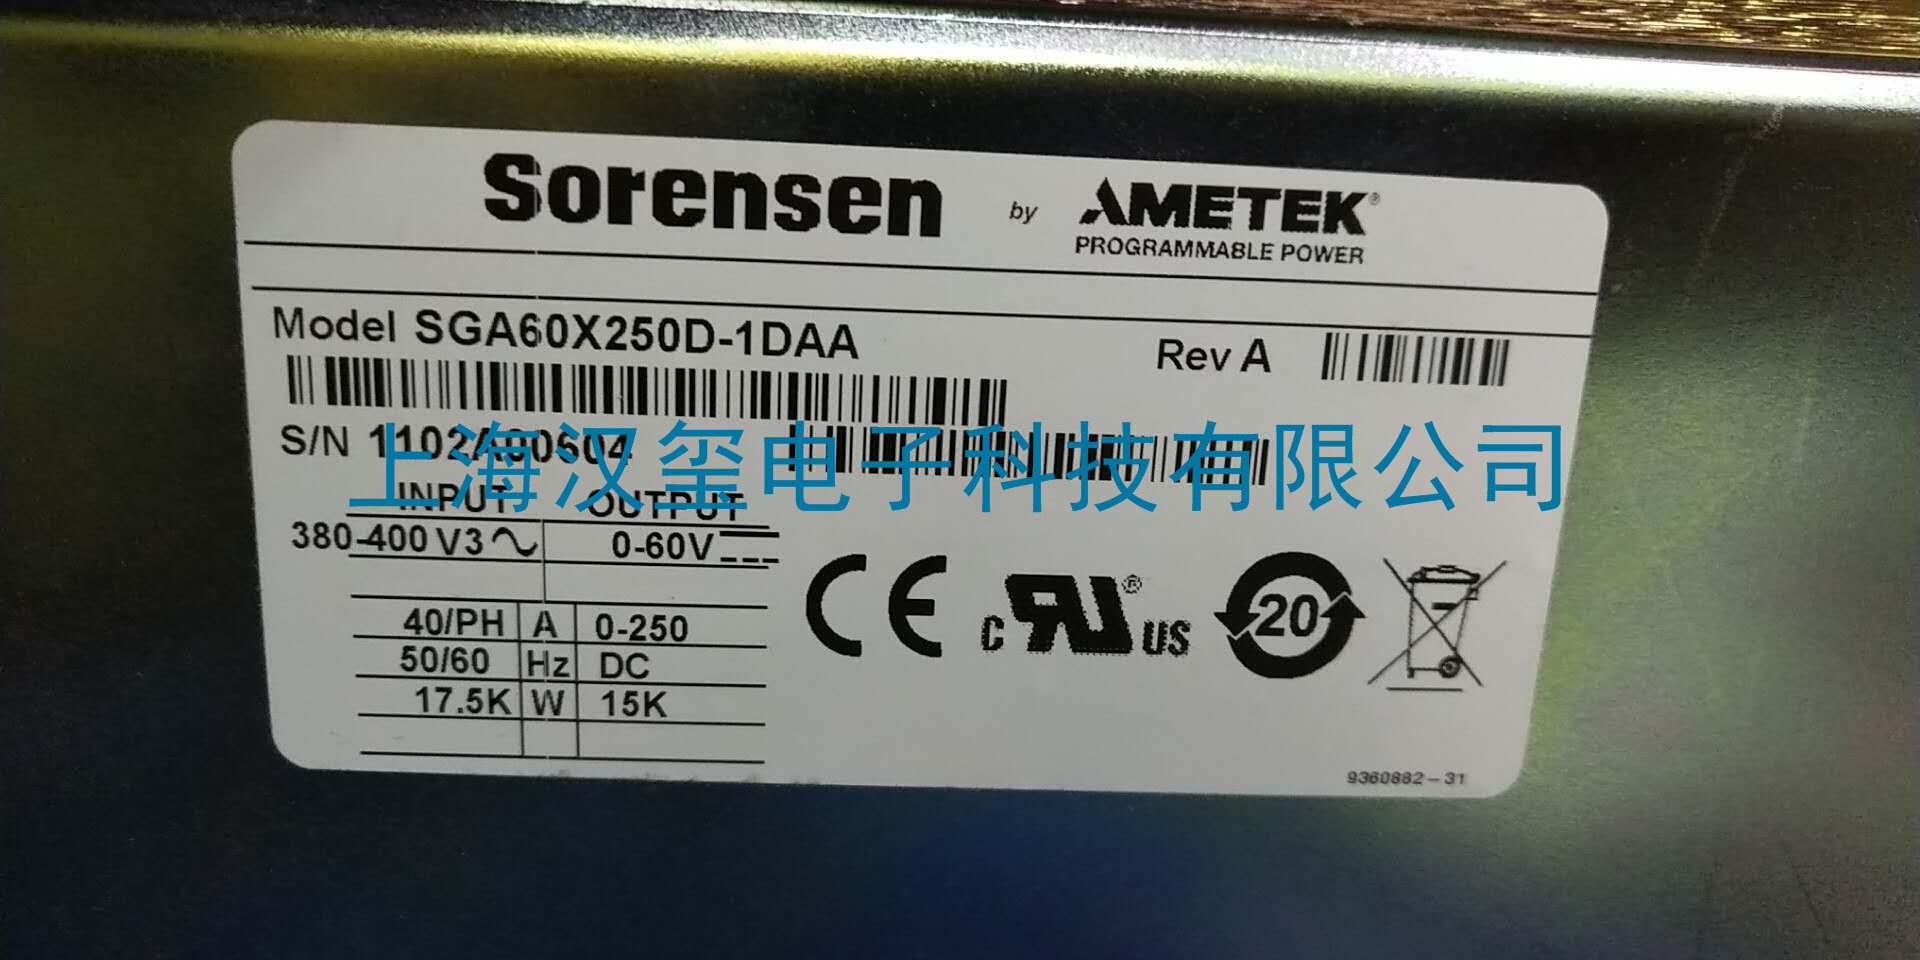 Sorensen by AMETEK®
PROGRAMMABLE POWER
Model SGA60X250D-1DAA Rev A
S/N 1102A00604
上海汉玺电子科技有限公司
INPUT OUTPUT
380-400 V3 0-60V
40/PH A 0-250
50/60 Hz DC
17.5K W 15K
CE c RU® US 20
9360882-31